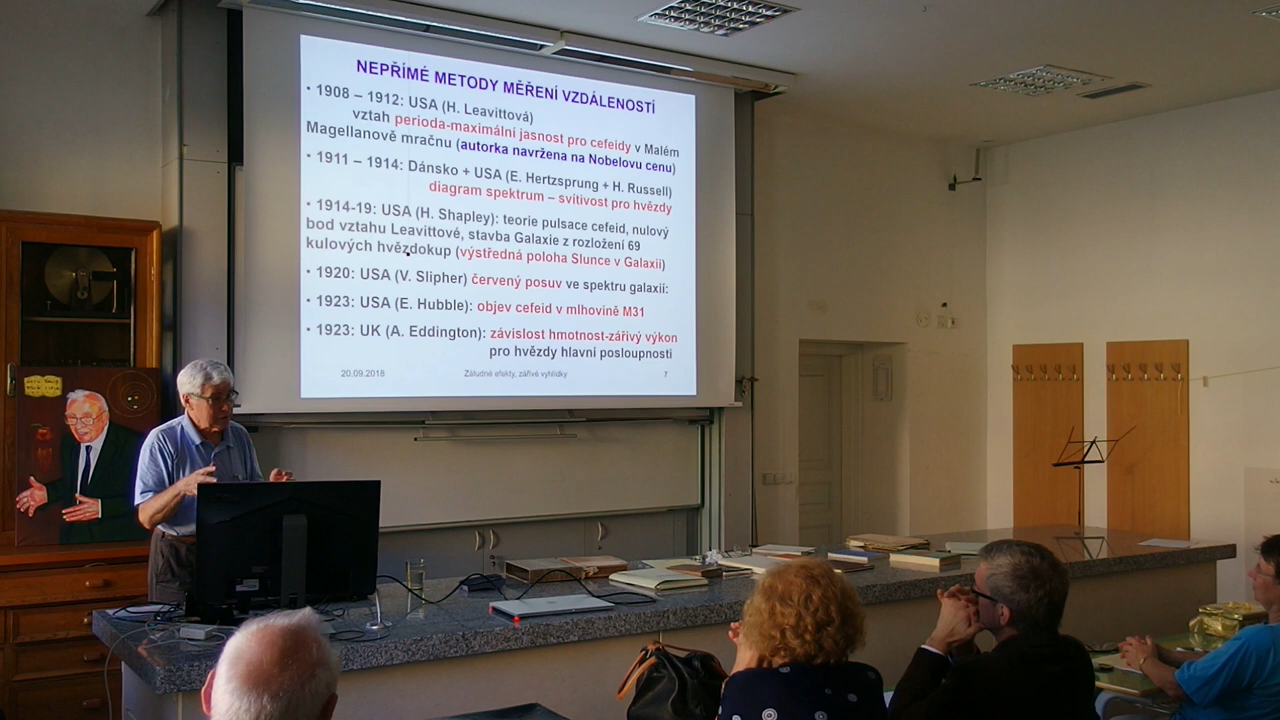 NEPŘÍMÉ METODY MĚŘENÍ VZDÁLENOSTÍ
• 1908 – 1912: USA (H. Leavittová)
vztah perioda-maximální jasnost pro cefeidy v Malém
Magellanově mračnu (autorka navržena na Nobelovu cenu)
• 1911 – 1914: Dánsko + USA (E. Hertzsprung + H. Russell)
diagram spektrum – svítivost pro hvězdy
• 1914-19: USA (H. Shapley): teorie pulsace cefeid, nulový
bod vztahu Leavittové, stavba Galaxie z rozložení 69
kulových hvězdokup (výstředná poloha Slunce v Galaxii)
• 1920: USA (V. Slipher) červený posuv ve spektru galaxií:
• 1923: USA (E. Hubble): objev cefeid v mlhovině M31
• 1923: UK (A. Eddington): závislost hmotnost-zářivý výkon
pro hvězdy hlavní posloupnosti
20.09.2018 Záludné efekty, zářivé vyhlídky 7